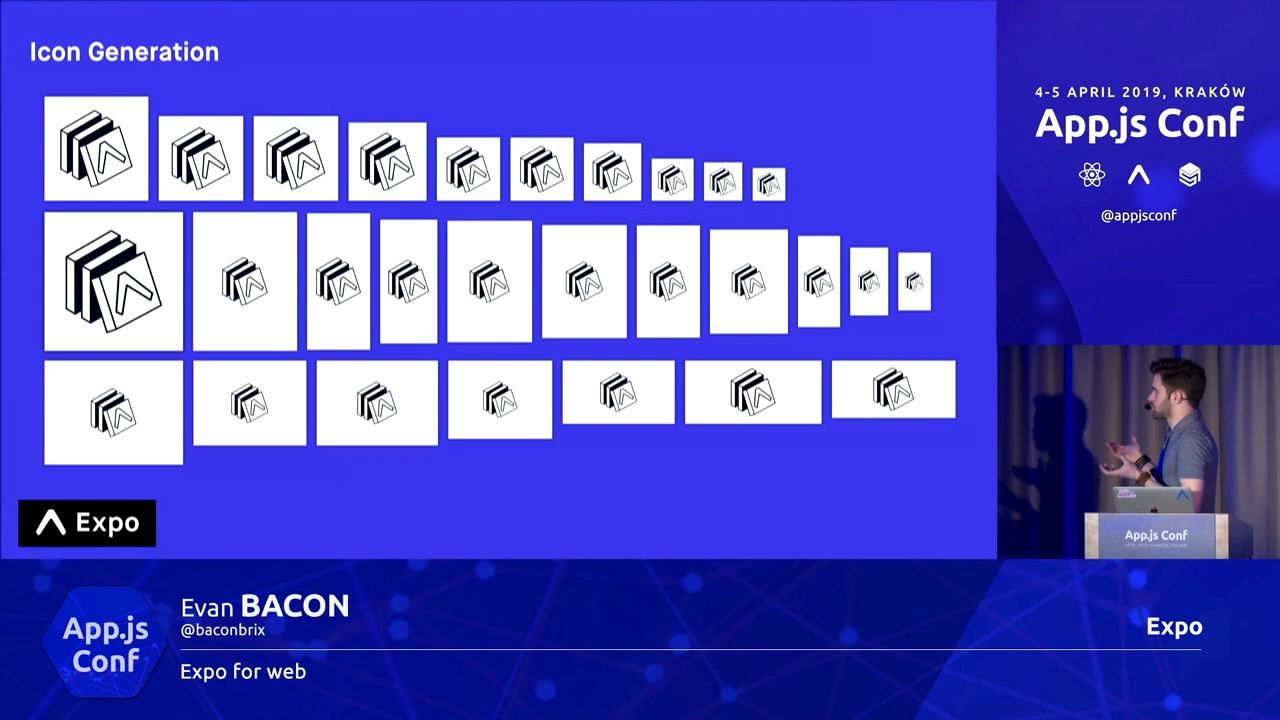 Icon Generation
Expo
4-5 APRIL 2019, KRAKÓW
App.js Conf
@appjsconf
App.js Conf
App.js
Conf
Evan BACON
@baconbrix
Expo for web
Expo